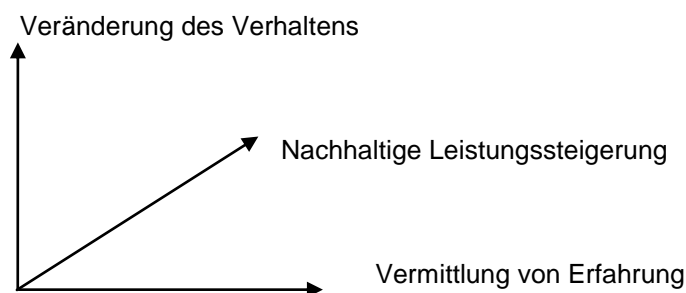 Veränderung des Verhaltens
Nachhaltige Leistungssteigerung
Vermittlung von Erfahrung